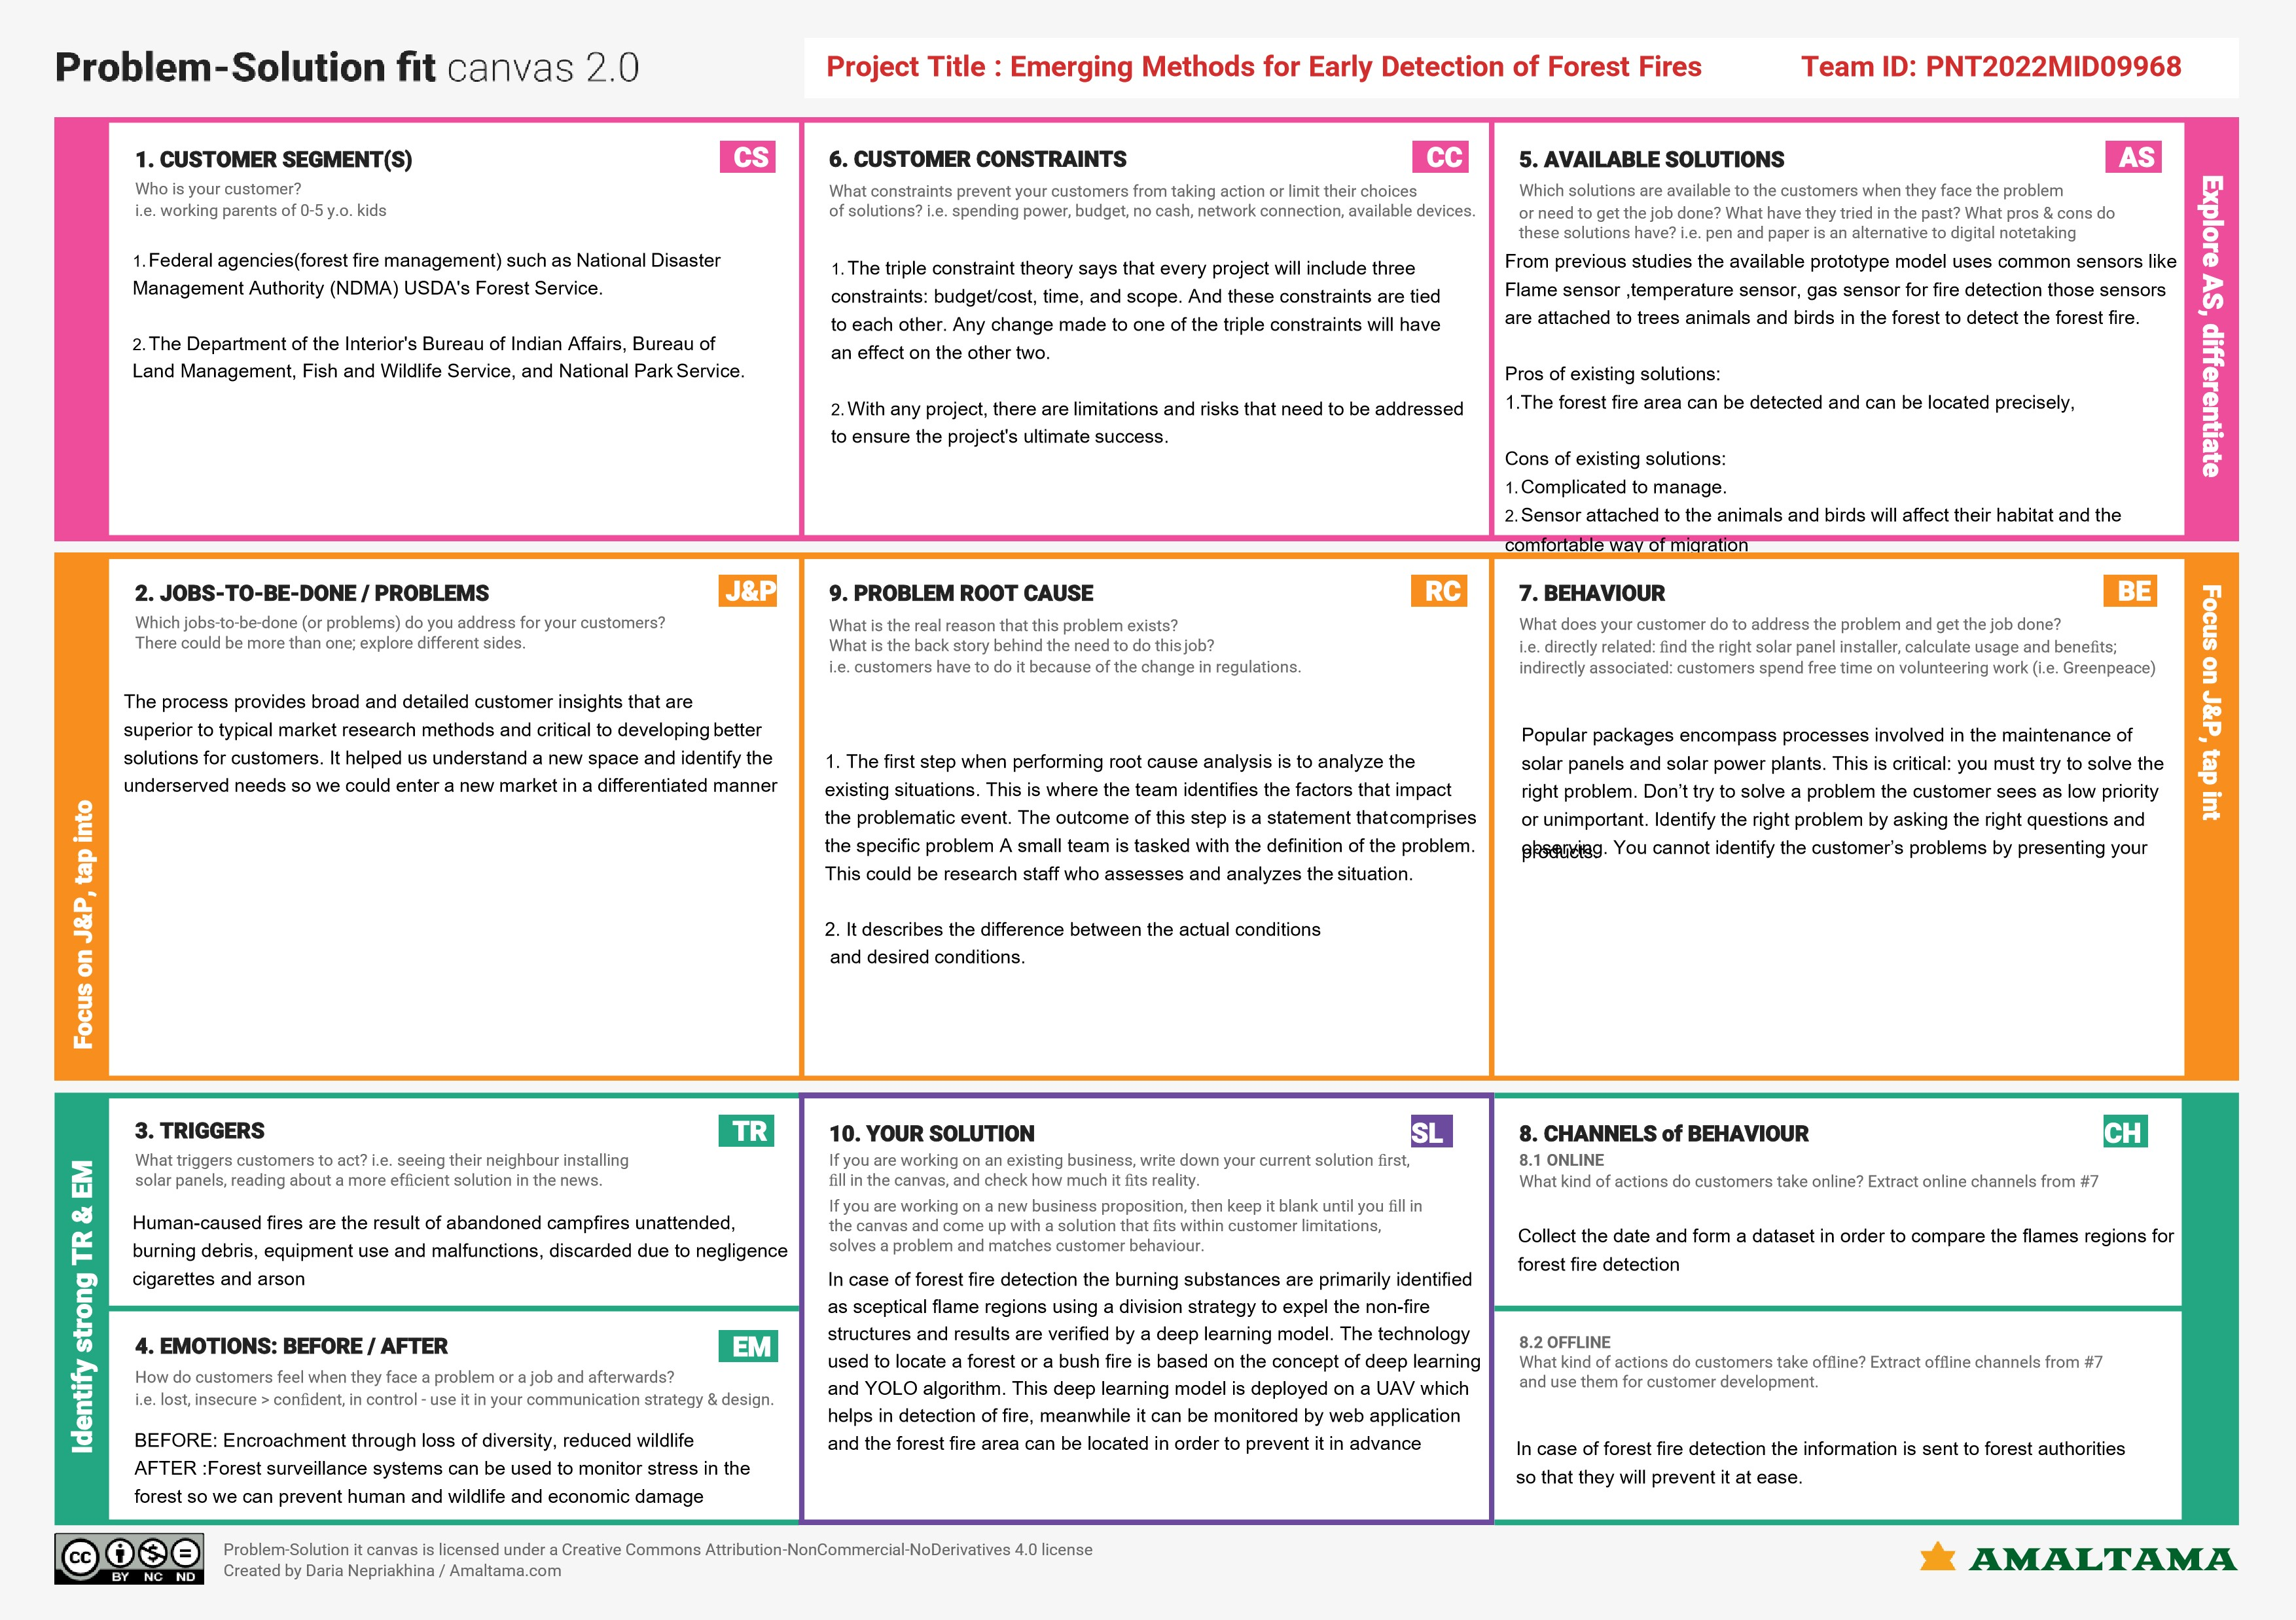 Problem-Solution fit canvas 2.0
Project Title : Emerging Methods for Early Detection of Forest Fires
Team ID: PNT2022MID09968
1. CUSTOMER SEGMENT(S)
CS
Who is your customer?
i.e. working parents of 0-5 y.o. kids
1. Federal agencies(forest fire management) such as National Disaster
Management Authority (NDMA) USDA's Forest Service.
2. The Department of the Interior's Bureau of Indian Affairs, Bureau of
Land Management, Fish and Wildlife Service, and National Park Service.
6. CUSTOMER CONSTRAINTS
CC
What constraints prevent your customers from taking action or limit their choices
of solutions? i.e. spending power, budget, no cash, network connection, available devices.
1. The triple constraint theory says that every project will include three
constraints: budget/cost, time, and scope. And these constraints are tied
to each other. Any change made to one of the triple constraints will have
an effect on the other two.
2. With any project, there are limitations and risks that need to be addressed
to ensure the project's ultimate success.
5. AVAILABLE SOLUTIONS
AS
Which solutions are available to the customers when they face the problem
or need to get the job done? What have they tried in the past? What pros & cons do
these solutions have? i.e. pen and paper is an alternative to digital notetaking
From previous studies the available prototype model uses common sensors like
Flame sensor ,temperature sensor, gas sensor for fire detection those sensors
are attached to trees animals and birds in the forest to detect the forest fire.
Pros of existing solutions:
1.The forest fire area can be detected and can be located precisely,
Cons of existing solutions:
1. Complicated to manage.
2. Sensor attached to the animals and birds will affect their habitat and the
comfortable way of migration
Explore AS, differentiate
Focus on J&P, tap into
2. JOBS-TO-BE-DONE / PROBLEMS
J&P
Which jobs-to-be-done (or problems) do you address for your customers?
There could be more than one; explore different sides.
The process provides broad and detailed customer insights that are
superior to typical market research methods and critical to developing better
solutions for customers. It helped us understand a new space and identify the
underserved needs so we could enter a new market in a differentiated manner
9. PROBLEM ROOT CAUSE
RC
What is the real reason that this problem exists?
What is the back story behind the need to do this job?
i.e. customers have to do it because of the change in regulations.
1. The first step when performing root cause analysis is to analyze the
existing situations. This is where the team identifies the factors that impact
the problematic event. The outcome of this step is a statement that comprises
the specific problem A small team is tasked with the definition of the problem.
This could be research staff who assesses and analyzes the situation.
2. It describes the difference between the actual conditions
and desired conditions.
7. BEHAVIOUR
BE
What does your customer do to address the problem and get the job done?
i.e. directly related: find the right solar panel installer, calculate usage and benefits;
indirectly associated: customers spend free time on volunteering work (i.e. Greenpeace)
Popular packages encompass processes involved in the maintenance of
solar panels and solar power plants. This is critical: you must try to solve the
right problem. Don’t try to solve a problem the customer sees as low priority
or unimportant. Identify the right problem by asking the right questions and
observing. You cannot identify the customer’s problems by presenting your
products.
Focus on J&P, tap int
Identify strong TR & EM
3. TRIGGERS
TR
What triggers customers to act? i.e. seeing their neighbour installing
solar panels, reading about a more efficient solution in the news.
Human-caused fires are the result of abandoned campfires unattended,
burning debris, equipment use and malfunctions, discarded due to negligence
cigarettes and arson
4. EMOTIONS: BEFORE / AFTER
EM
How do customers feel when they face a problem or a job and afterwards?
i.e. lost, insecure > confident, in control - use it in your communication strategy & design.
BEFORE: Encroachment through loss of diversity, reduced wildlife
AFTER :Forest surveillance systems can be used to monitor stress in the
forest so we can prevent human and wildlife and economic damage
10. YOUR SOLUTION
SL
If you are working on an existing business, write down your current solution first,
fill in the canvas, and check how much it fits reality.
If you are working on a new business proposition, then keep it blank until you fill in
the canvas and come up with a solution that fits within customer limitations,
solves a problem and matches customer behaviour.
In case of forest fire detection the burning substances are primarily identified
as sceptical flame regions using a division strategy to expel the non-fire
structures and results are verified by a deep learning model. The technology
used to locate a forest or a bush fire is based on the concept of deep learning
and YOLO algorithm. This deep learning model is deployed on a UAV which
helps in detection of fire, meanwhile it can be monitored by web application
and the forest fire area can be located in order to prevent it in advance
8. CHANNELS of BEHAVIOUR
CH
8.1 ONLINE
What kind of actions do customers take online? Extract online channels from #7
Collect the date and form a dataset in order to compare the flames regions for
forest fire detection
8.2 OFFLINE
What kind of actions do customers take offline? Extract offline channels from #7
and use them for customer development.
In case of forest fire detection the information is sent to forest authorities
so that they will prevent it at ease.
cc
BY NC ND
Problem-Solution it canvas is licensed under a Creative Commons Attribution-NonCommercial-NoDerivatives 4.0 license
Created by Daria Nepriakhina / Amaltama.com
AMALTAMA